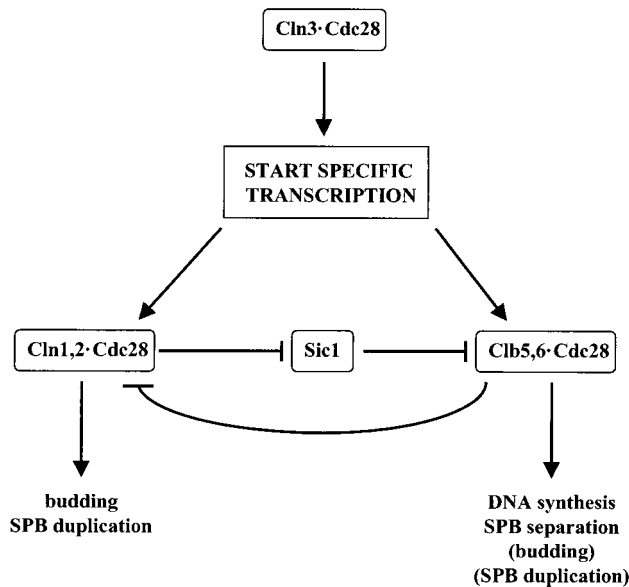 Cln3·Cdc28
START SPECIFIC
TRANSCRIPTION
Cln1,2·Cdc28
Sic1
Clb5,6·Cdc28
budding
SPB duplication
DNA synthesis
SPB separation
(budding)
(SPB duplication)